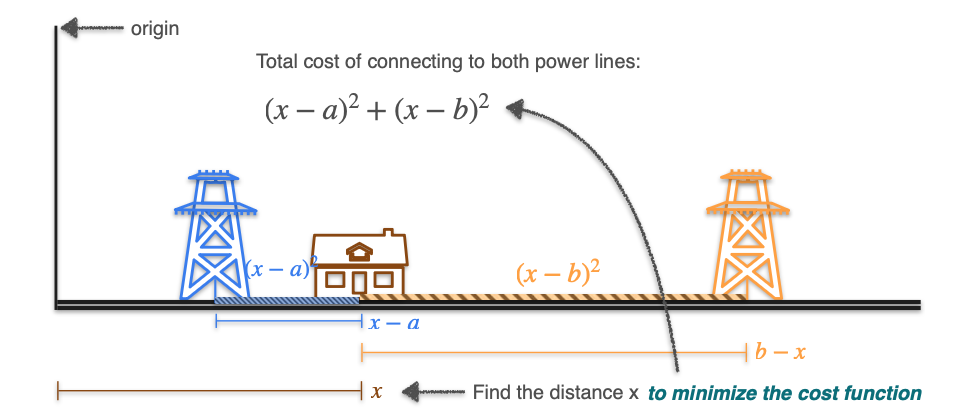 origin
Total cost of connecting to both power lines:
(x − a)² + (x − b)²
(x − a)²
(x − b)²
x − a
b − x
x
Find the distance x to minimize the cost function